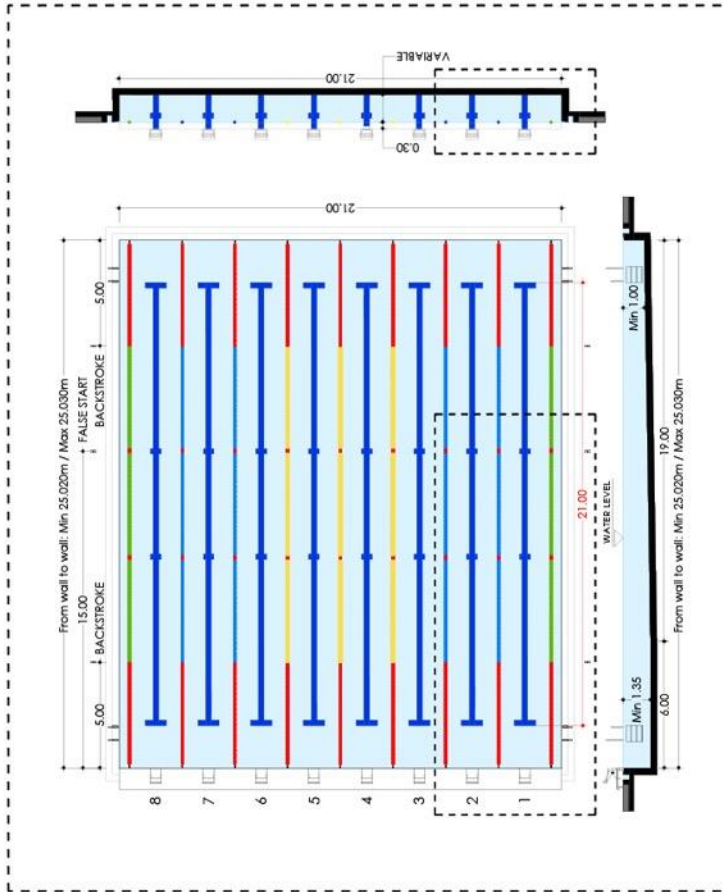 21.00
VARIABLE
0.30
21.00
From wall to wall: Min 25.020m / Max 25.030m
5.00
FALSE START
BACKSTROKE
15.00
BACKSTROKE
5.00
21.00
WATER LEVEL
Min 1.00
19.00
From wall to wall: Min 25.020m / Max 25.030m
Min 1.35
6.00
8
7
6
5
4
3
2
1